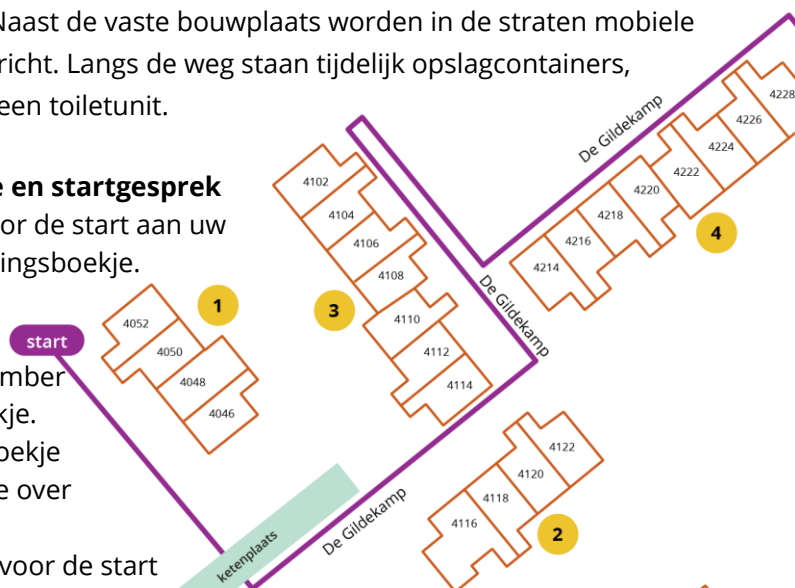 Naast de vaste bouwplaats worden in de straten mobiele
richt. Langs de weg staan tijdelijk opslagcontainers,
een toiletunit.
e en startgesprek
or de start aan uw
ingsboekje.
start
mber
kje.
oekje
e over
voor de start
De Gildekamp
4228
4226
4224
4222
4220
4218
4216
4214
4
De Gildekamp
4102
4104
4106
4108
4110
4112
4114
3
1
4052
4050
4048
4046
De Gildekamp
ketenplaats
4122
4120
4118
4116
2